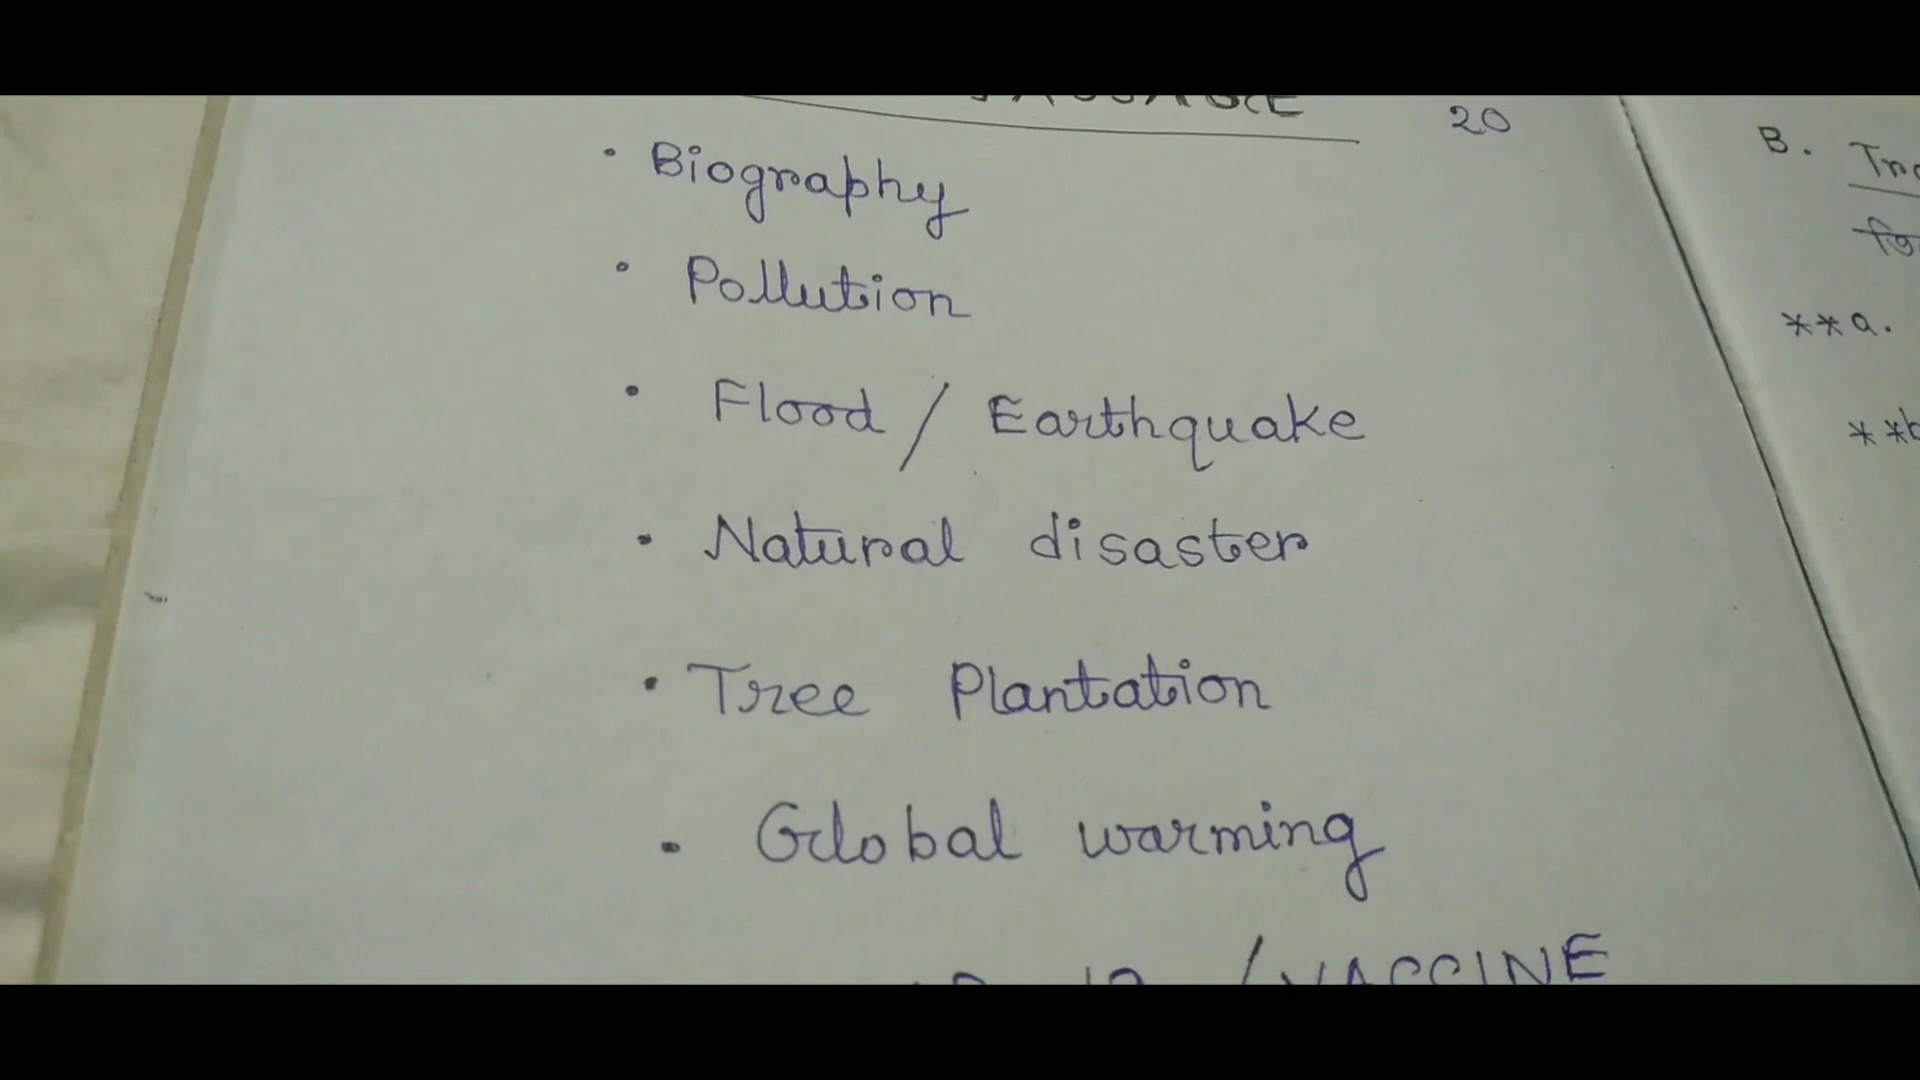 20
• Biography
• Pollution
• Flood / Earthquake
• Natural disaster
• Tree Plantation
• Global warming
/VACCINE
B.
**a.